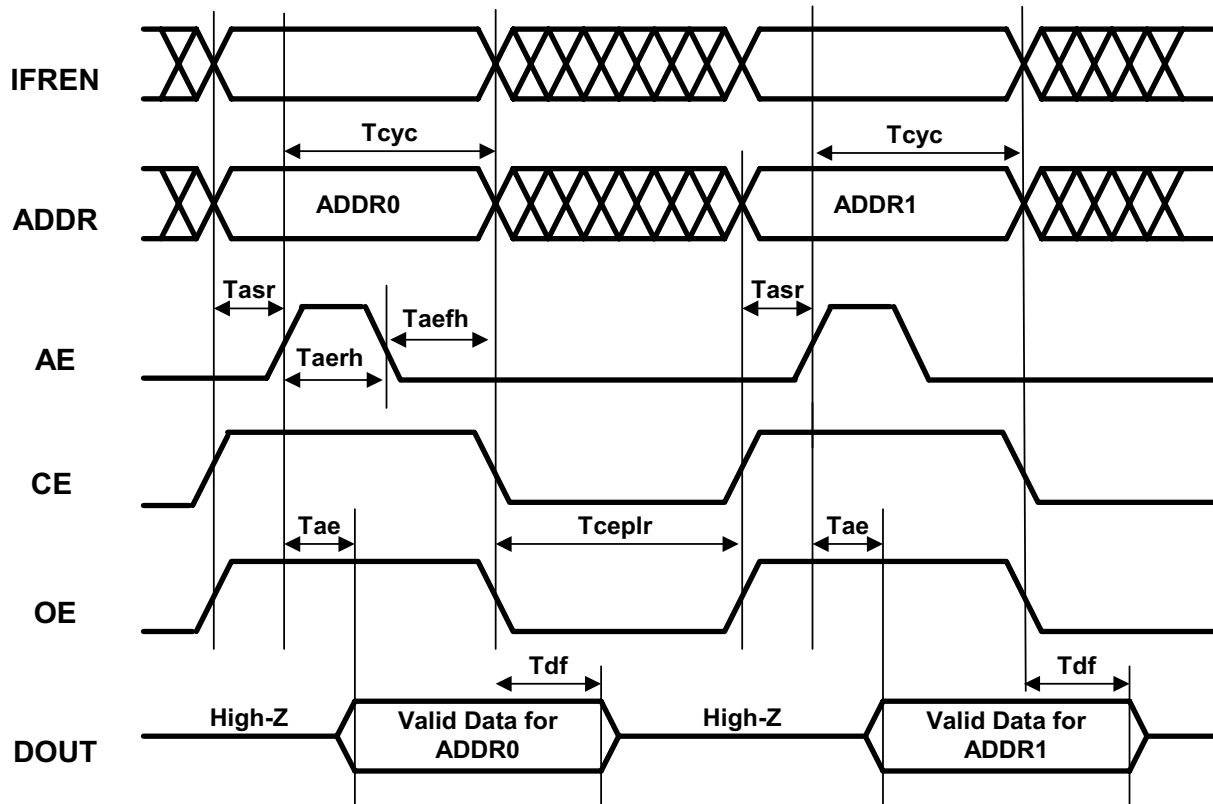 IFREN
Tcyc
Tcyc
ADDR
ADDR0
ADDR1
Tasr
Taefh
Tasr
AE
Taerh
CE
Tae
Tceplr
Tae
OE
Tdf
Tdf
DOUT
High-Z
Valid Data for
ADDR0
High-Z
Valid Data for
ADDR1